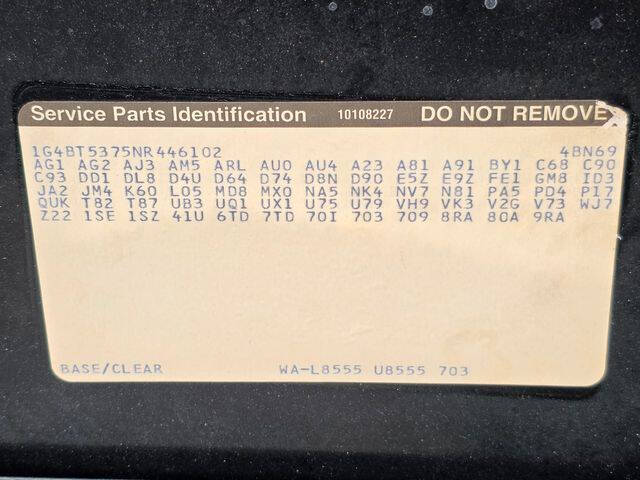 Service Parts Identification 10108227 DO NOT REMOVE
1G4BT5375NR446102 4BN69
AG1 AG2 AJ3 AM5 ARL AU0 AU4 A23 A81 A91 BY1 C68 C90
C93 DD1 DL8 D4U D64 D74 D8N D90 E5Z E9Z FE1 GM8 ID3
JA2 JM4 K60 L05 MD8 MX0 NA5 NK4 NV7 N81 PA5 PD4 P17
QUK T82 T87 UB3 UQ1 UX1 U75 U79 VH9 VK3 V2G V73 WJ7
Z22 1SE 1SZ 41U 6TD 7TD 70I 703 709 8RA 80A 9RA
BASE/CLEAR WA-L8555 U8555 703